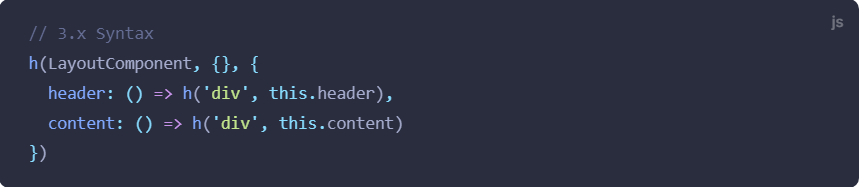 js
// 3.x Syntax
h(LayoutComponent, {}, {
  header: () => h('div', this.header),
  content: () => h('div', this.content)
})